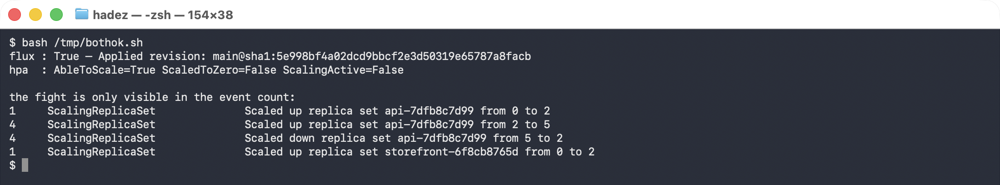 hadez — -zsh — 154×38
$ bash /tmp/bothok.sh
flux : True — Applied revision: main@sha1:5e998bf4a02dcd9bbcf2e3d50319e65787a8facb
hpa  : AbleToScale=True ScaledToZero=False ScalingActive=False

the fight is only visible in the event count:
1     ScalingReplicaSet              Scaled up replica set api-7dfb8c7d99 from 0 to 2
4     ScalingReplicaSet              Scaled up replica set api-7dfb8c7d99 from 2 to 5
4     ScalingReplicaSet              Scaled down replica set api-7dfb8c7d99 from 5 to 2
1     ScalingReplicaSet              Scaled up replica set storefront-6f8cb8765d from 0 to 2
$